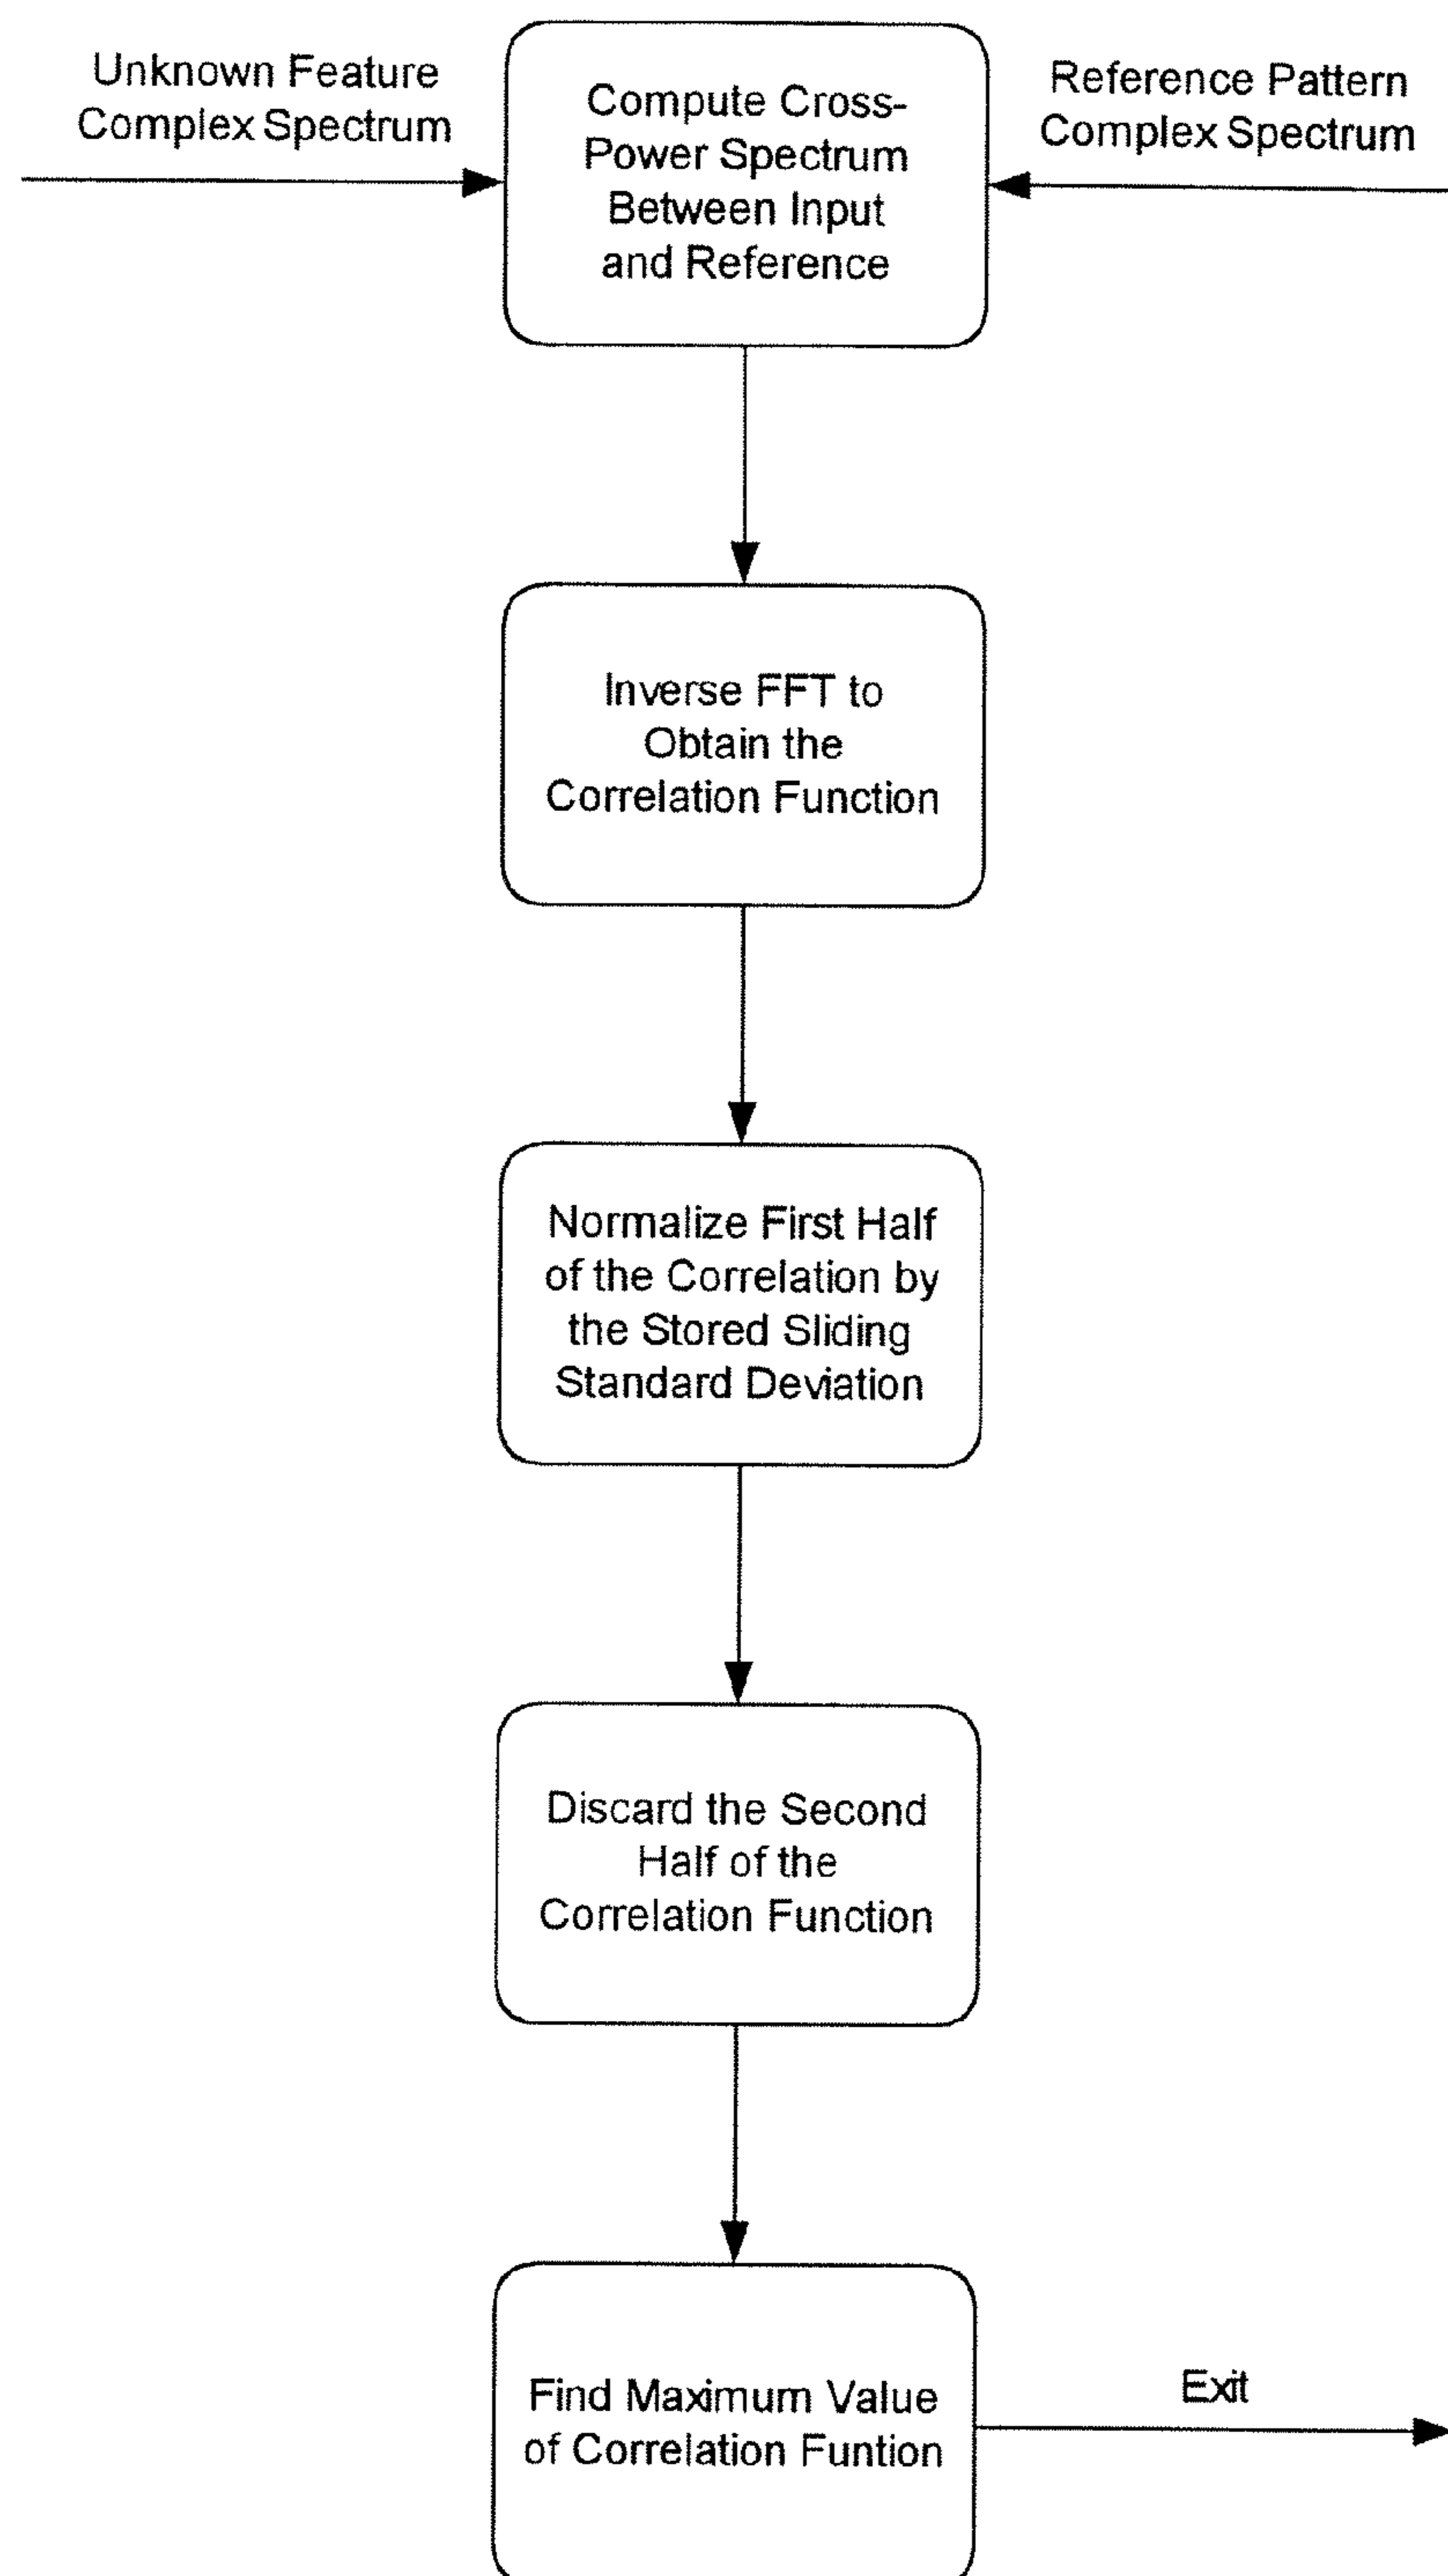 Unknown Feature
Complex Spectrum
Compute Cross-
Power Spectrum
Between Input
and Reference
Reference Pattern
Complex Spectrum
Inverse FFT to
Obtain the
Correlation Function
Normalize First Half
of the Correlation by
the Stored Sliding
Standard Deviation
Discard the Second
Half of the
Correlation Function
Find Maximum Value
of Correlation Funtion
Exit